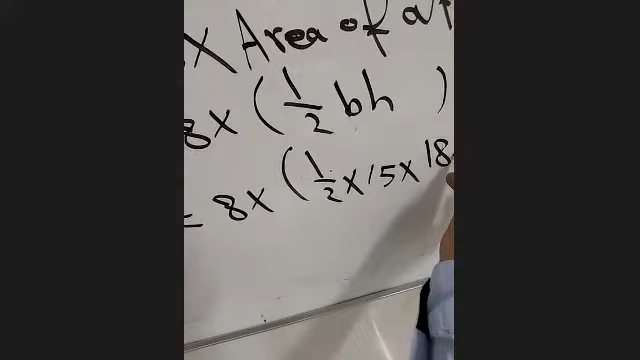 X Area of a
8x (1/2 bh )
= 8x (1/2 x 15 x 18